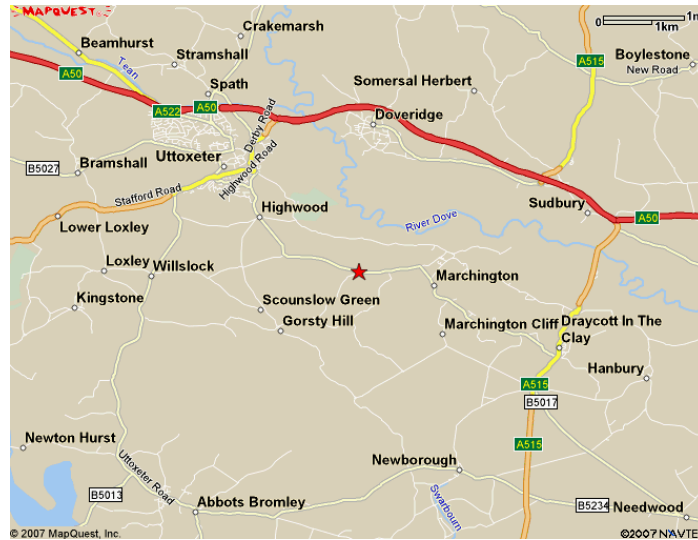 MAPQUEST
Crakemarsh
Beamhurst
Stramshall
Tean
A50
Spath
A522
A50
Derby Road
B5027
Bramshall
Uttoxeter
Highwood Road
Stafford Road
Highwood
Lower Loxley
Loxley
Willslock
Kingstone
Scounslow Green
Gorsty Hill
0 1m
1km
A515
Boylestone
New Road
Somersal Herbert
Doveridge
River Dove
Sudbury
A50
Marchington
Marchington Cliff
Draycott In The
Clay
Hanbury
A515
B5017
A515
Newton Hurst
Uttoxeter Road
B5013
Abbots Bromley
Newborough
Swarbourn
B5234
Needwood
© 2007 MapQuest, Inc.
©2007 NAVTE